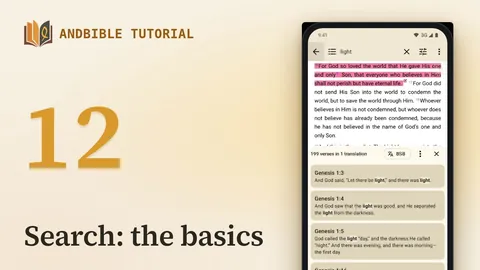 ANDBIBLE TUTORIAL
12
Search: the basics
9:41
3G
light
"For God so loved the world that He gave His one
and only Son, that everyone who believes in Him
shall not perish but have eternal life.
For God did
not send His Son into the world to condemn the
world, but to save the world through Him.
Whoever
believes in Him is not condemned, but whoever does
not believe has already been condemned, because
he has not believed in the name of God's one and
only Son.
199 verses in 1 translation
BSB
Genesis 1:3
And God said, "Let there be light," and there was light.
Genesis 1:4
And God saw that the light was good, and He separated
the light from the darkness.
Genesis 1:5
God called the light "day," and the darkness He called
"night." And there was evening, and there was morning—
the first day.